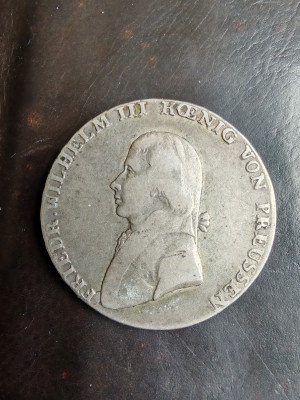 FRIEDR. WILHELM III KŒNIG VON PREUSSEN